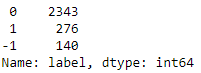 0    2343
1     276
-1     140
Name: label, dtype: int64